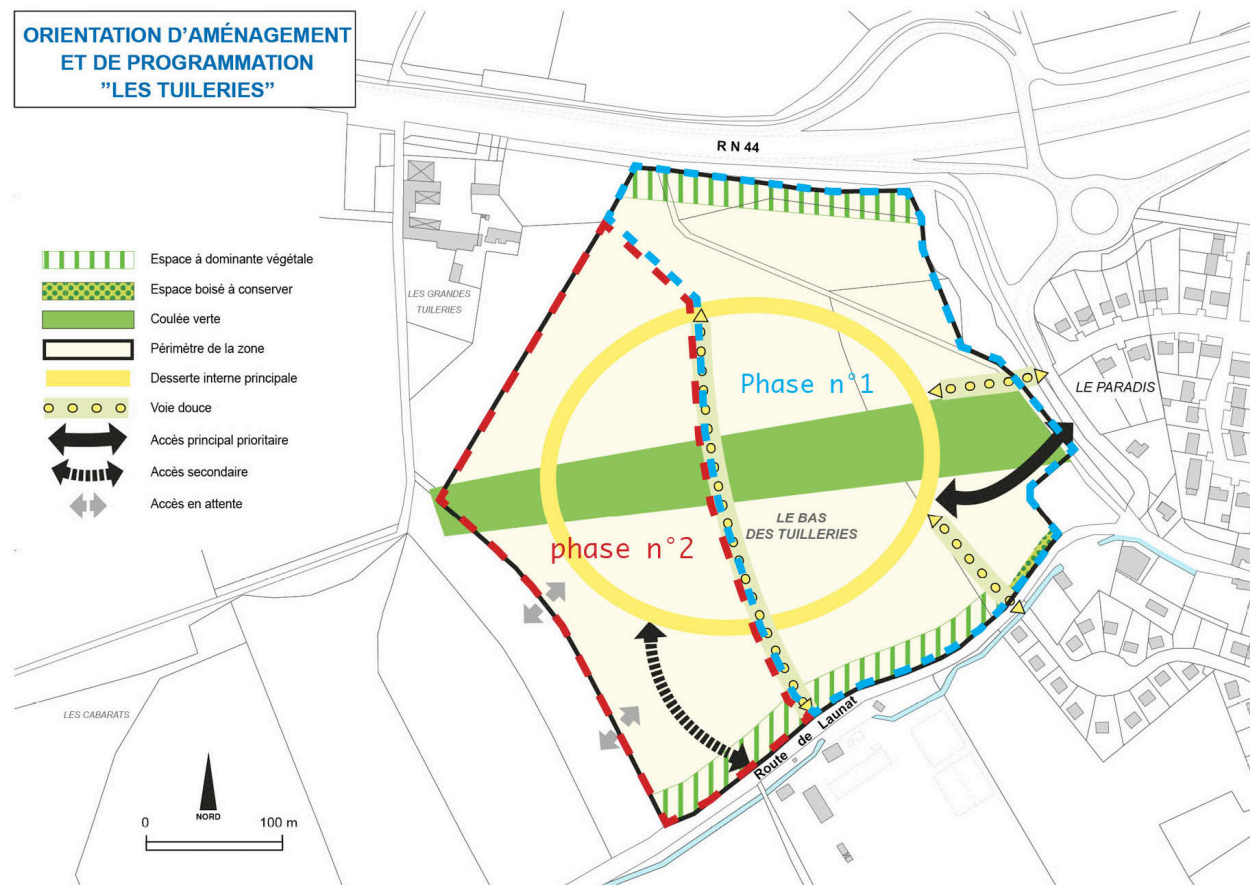 ORIENTATION D'AMÉNAGEMENT
ET DE PROGRAMMATION
"LES TUILERIES"
R N 44
Espace à dominante végétale
Espace boisé à conserver
Coulée verte
Périmètre de la zone
Desserte interne principale
Voie douce
Accès principal prioritaire
Accès secondaire
Accès en attente
LES GRANDES
TUILERIES
Phase n°1
LE PARADIS
LE BAS
DES TUILLERIES
phase n°2
LES CABARATS
Route de Launat
NORD
0 100 m